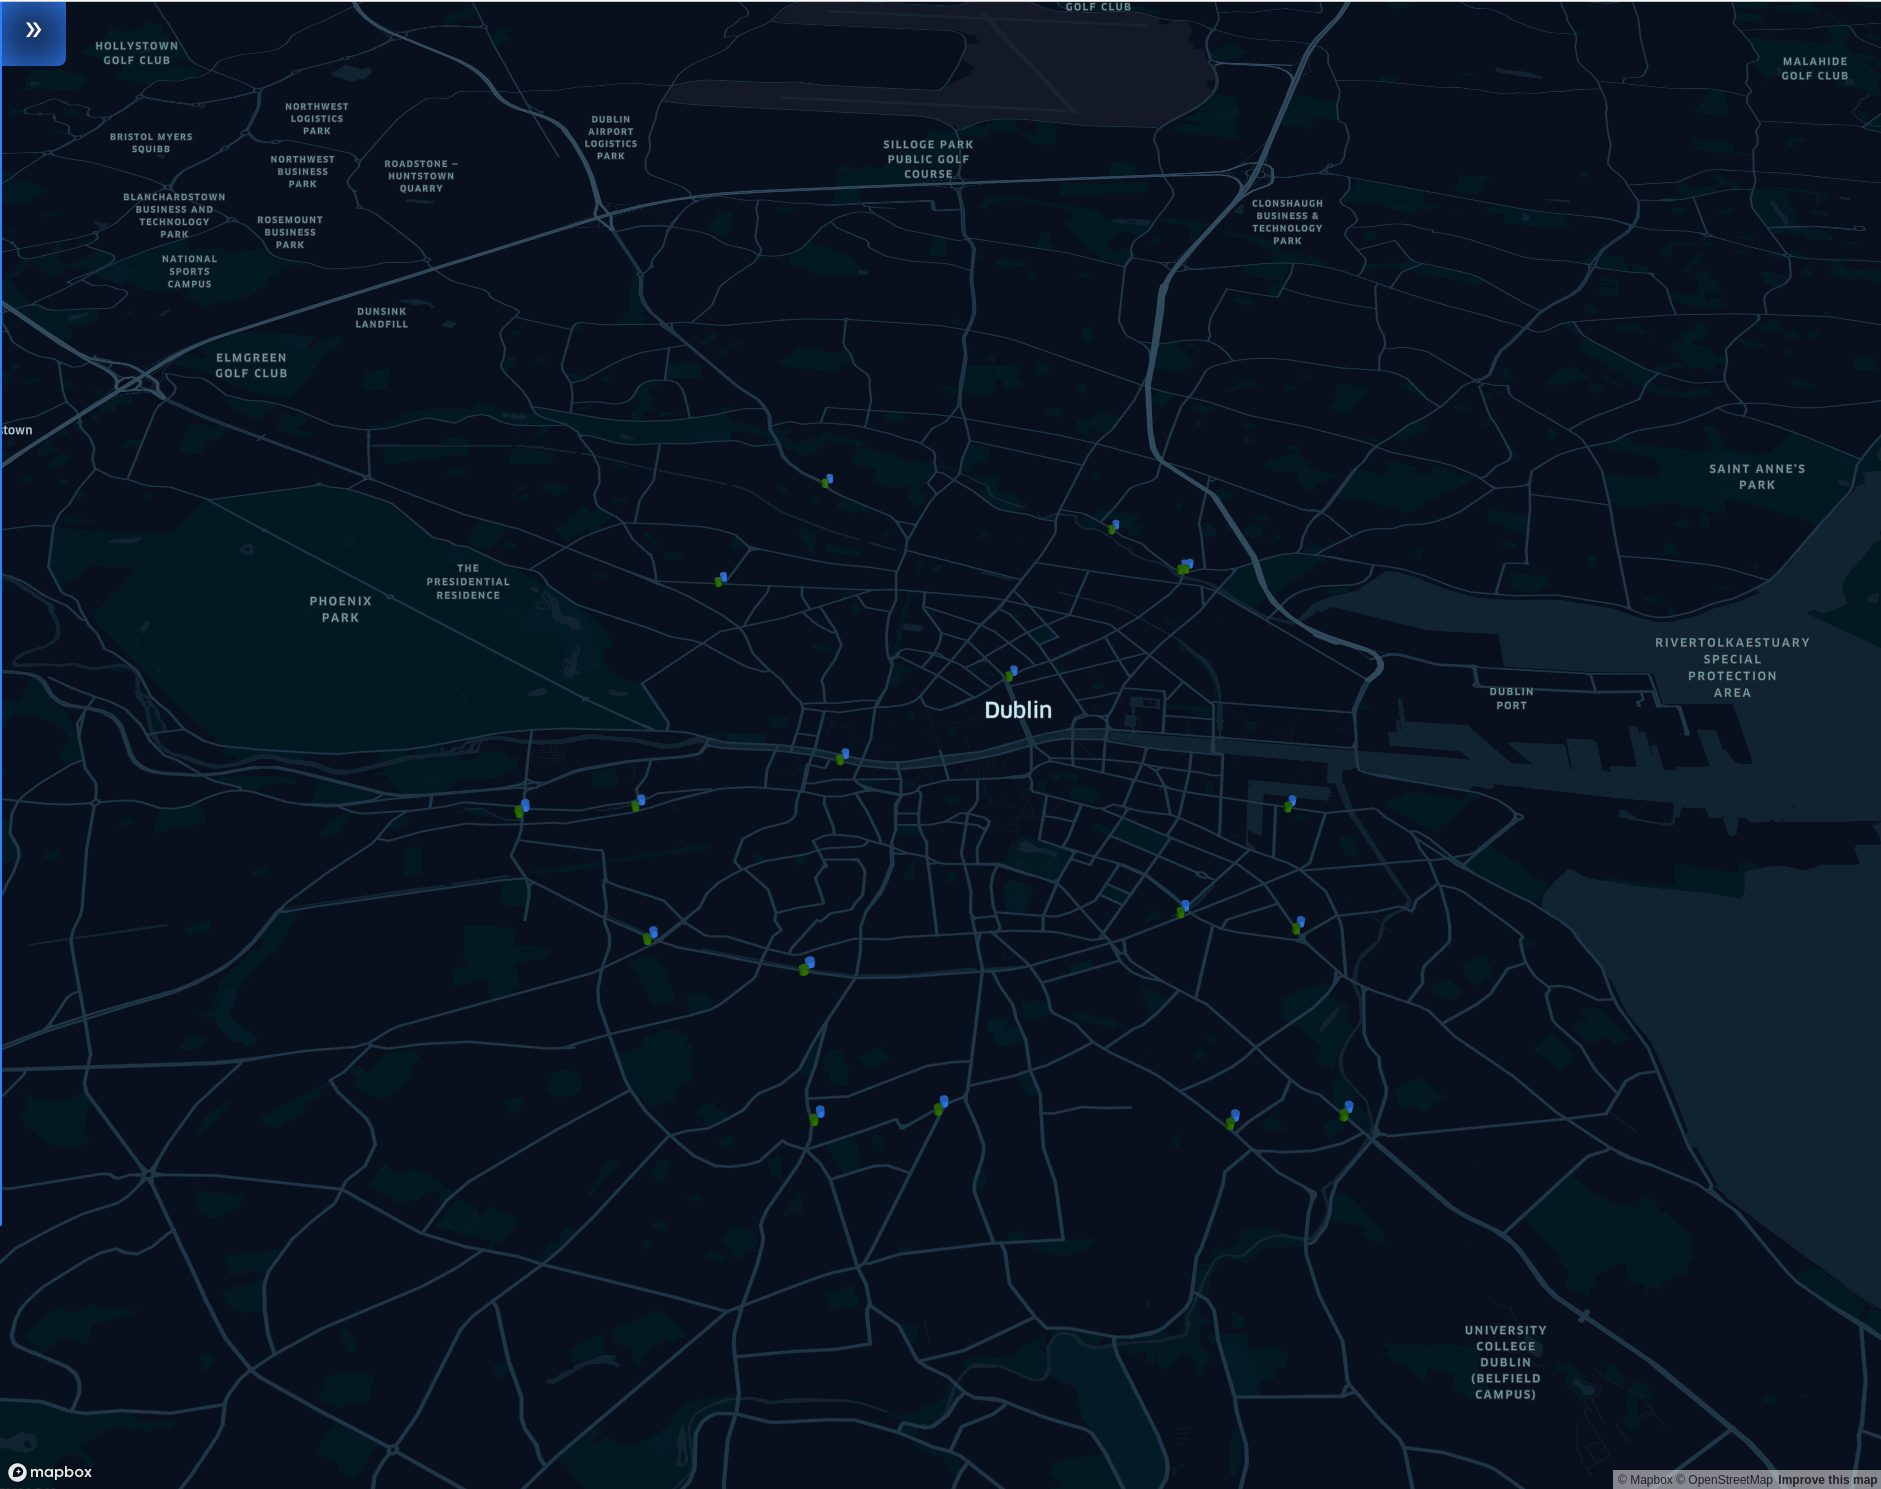 »
GOLF CLUB
HOLLYSTOWN
GOLF CLUB
MALAHIDE
GOLF CLUB
NORTHWEST
LOGISTICS
PARK
BRISTOL MYERS
SQUIBB
DUBLIN
AIRPORT
LOGISTICS
PARK
SILLOGE PARK
PUBLIC GOLF
COURSE
NORTHWEST
BUSINESS
PARK
ROADSTONE –
HUNTSTOWN
QUARRY
BLANCHARDSTOWN
BUSINESS AND
TECHNOLOGY
PARK
ROSEMOUNT
BUSINESS
PARK
CLONSHAUGH
BUSINESS &
TECHNOLOGY
PARK
NATIONAL
SPORTS
CAMPUS
DUNSINK
LANDFILL
ELMGREEN
GOLF CLUB
stown
SAINT ANNE'S
PARK
THE
PRESIDENTIAL
RESIDENCE
PHOENIX
PARK
RIVERTOLKAESTUARY
SPECIAL
PROTECTION
AREA
DUBLIN
PORT
Dublin
UNIVERSITY
COLLEGE
DUBLIN
(BELFIELD
CAMPUS)
mapbox
© Mapbox © OpenStreetMap Improve this map